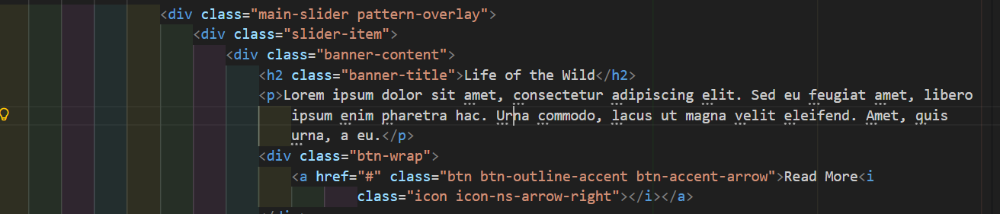 <div class="main-slider pattern-overlay">
<div class="slider-item">
<div class="banner-content">
<h2 class="banner-title">Life of the Wild</h2>
<p>Lorem ipsum dolor sit amet, consectetur adipiscing elit. Sed eu feugiat amet, libero
ipsum enim pharetra hac. Urna commodo, lacus ut magna velit eleifend. Amet, quis
urna, a eu.</p>
<div class="btn-wrap">
<a href="#" class="btn btn-outline-accent btn-accent-arrow">Read More<i
class="icon icon-ns-arrow-right"></i></a>